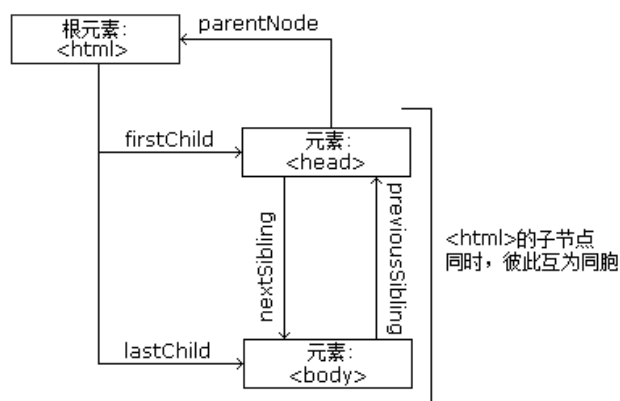 根元素:
<html>
parentNode
firstChild
元素:
<head>
nextSibling
previousSibling
<html>的子节点
同时，彼此互为同胞
lastChild
元素:
<body>